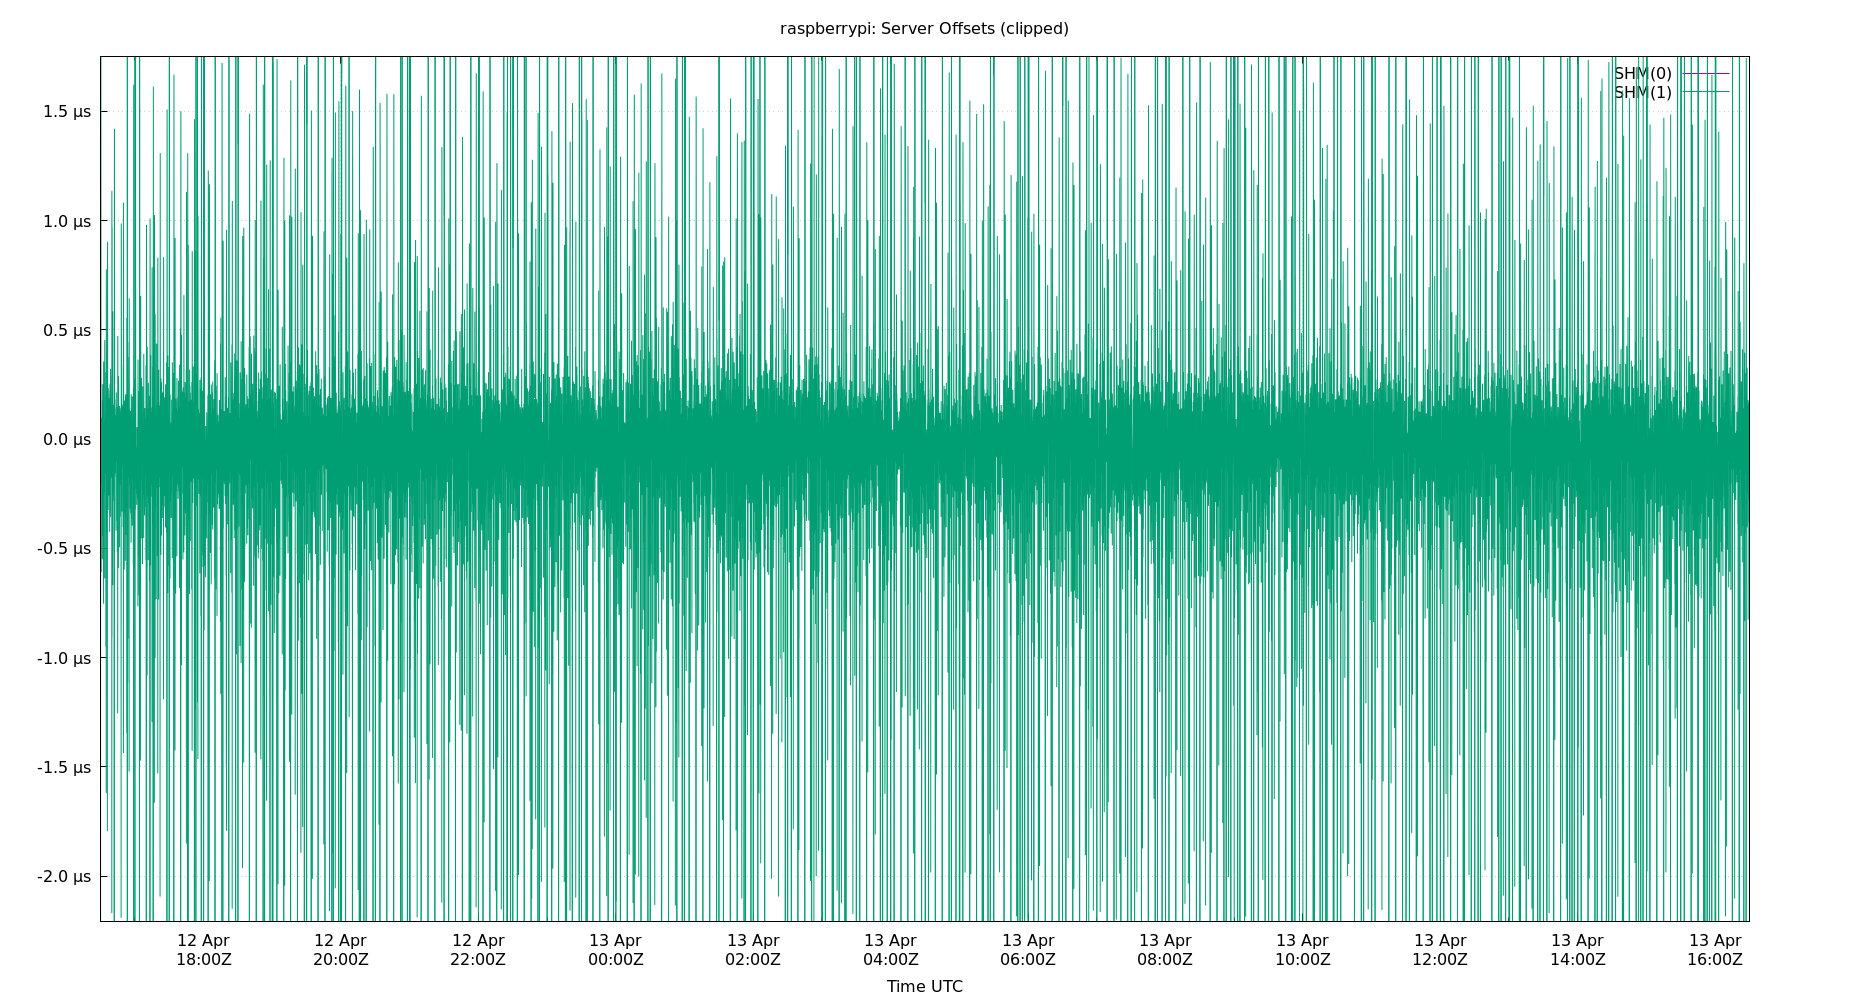 raspberrypi: Server Offsets (clipped)
SHM(0)
SHM(1)
1.5 µs
1.0 µs
0.5 µs
0.0 µs
-0.5 µs
-1.0 µs
-1.5 µs
-2.0 µs
12 Apr 12 Apr 12 Apr 13 Apr 13 Apr 13 Apr 13 Apr 13 Apr 13 Apr 13 Apr 13 Apr 13 Apr
18:00Z 20:00Z 22:00Z 00:00Z 02:00Z 04:00Z 06:00Z 08:00Z 10:00Z 12:00Z 14:00Z 16:00Z
Time UTC